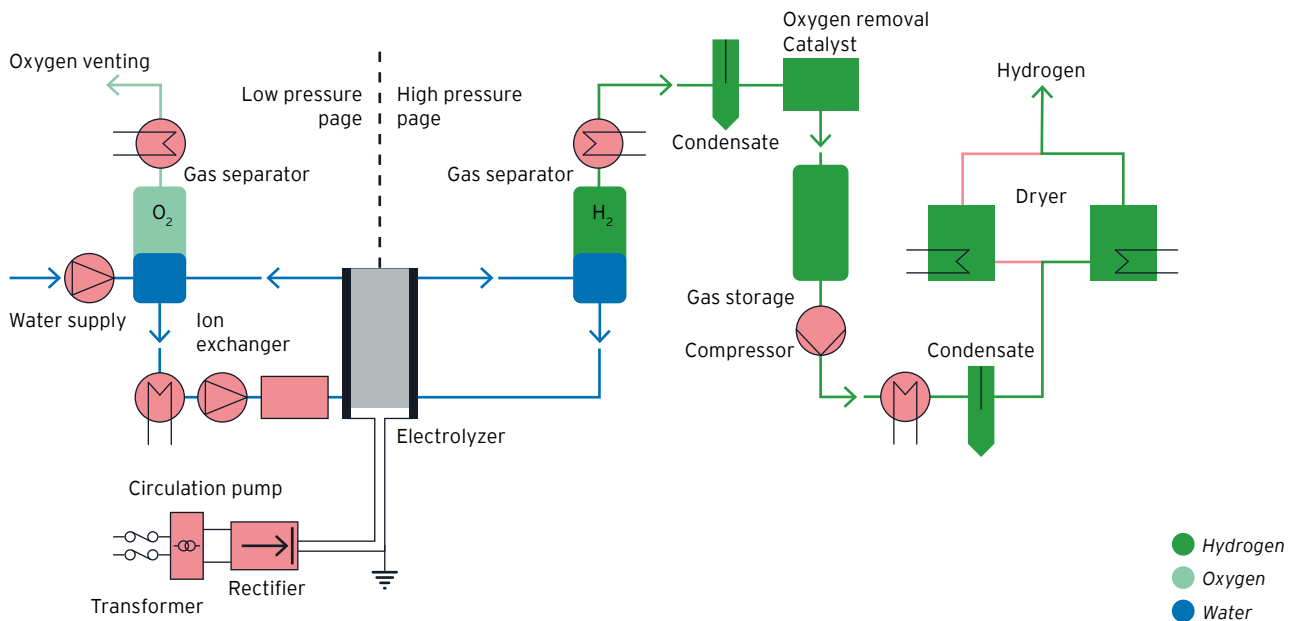 Oxygen removal
Catalyst
Oxygen venting
Hydrogen
Low pressure
page
High pressure
page
Condensate
Gas separator
Gas separator
Dryer
O2
H2
Water supply
Ion
exchanger
Gas storage
Compressor
Condensate
Electrolyzer
Circulation pump
Rectifier
Transformer
Hydrogen
Oxygen
Water